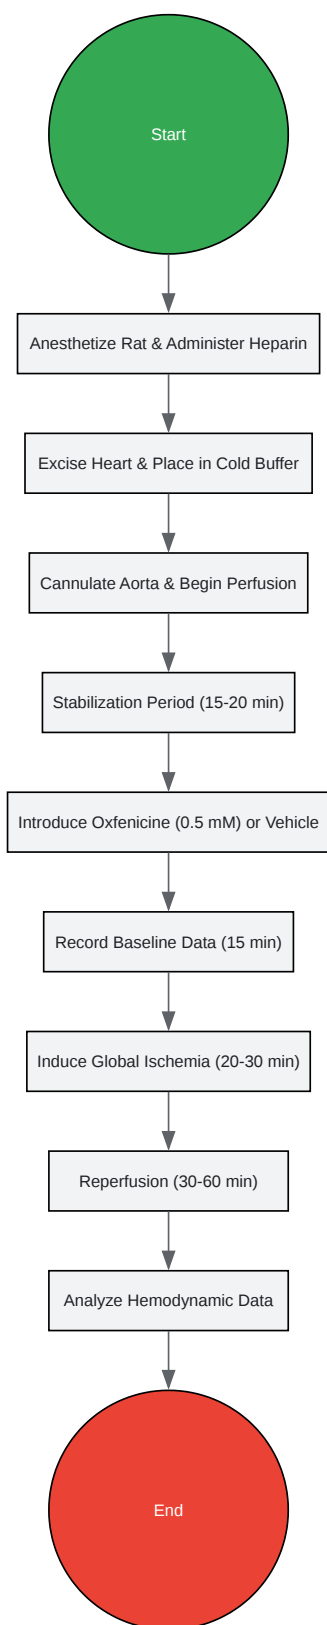 Start
Anesthetize Rat & Administer Heparin
Excise Heart & Place in Cold Buffer
Cannulate Aorta & Begin Perfusion
Stabilization Period (15-20 min)
Introduce Oxfenicine (0.5 mM) or Vehicle
Record Baseline Data (15 min)
Induce Global Ischemia (20-30 min)
Reperfusion (30-60 min)
Analyze Hemodynamic Data
End